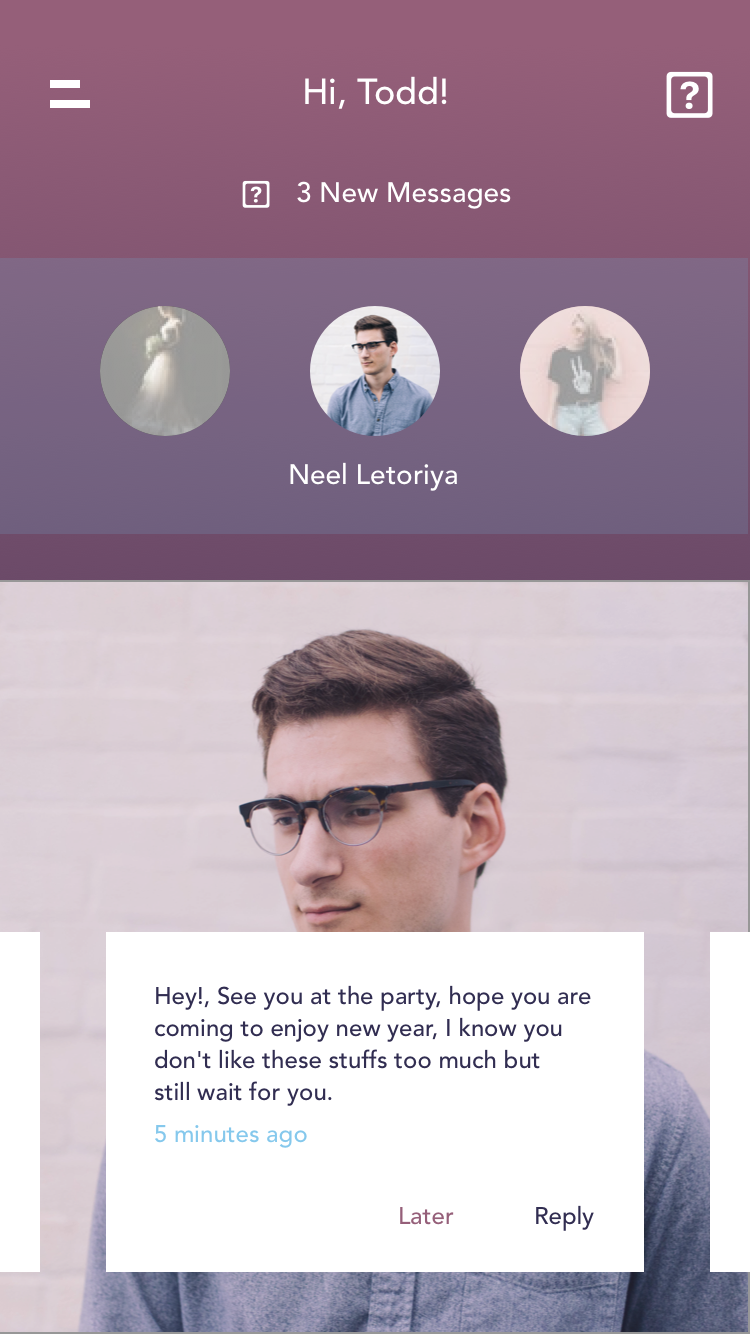 Hi, Todd!
3 New Messages
Neel Letoriya
Hey!, See you at the party, hope you are
coming to enjoy new year, I know you
don't like these stuffs too much but
still wait for you.
5 minutes ago
Later
Reply